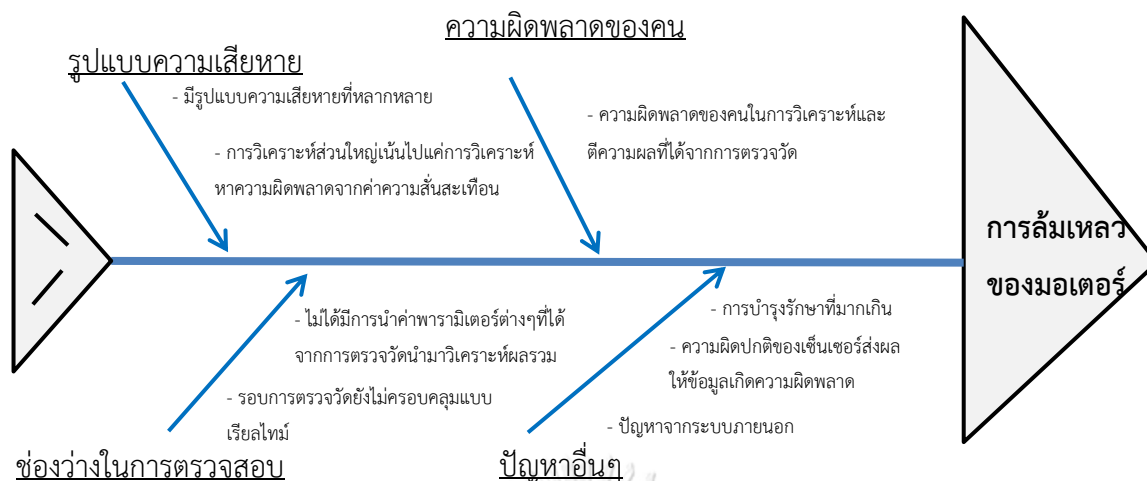 ความผิดพลาดของคน
รูปแบบความเสียหาย
- มีรูปแบบความเสียหายที่หลากหลาย
- การวิเคราะห์ส่วนใหญ่เน้นไปแค่การวิเคราะห์
หาความผิดพลาดจากค่าความสั่นสะเทือน
- ความผิดพลาดของคนในการวิเคราะห์และ
ตีความผลที่ได้จากการตรวจวัด
การล้มเหลว
ของมอเตอร์
- ไม่ได้มีการนำค่าพารามิเตอร์ต่างๆที่ได้
จากการตรวจวัดนำมาวิเคราะห์ผลรวม
- รอบการตรวจวัดยังไม่ครอบคลุมแบบ
เรียลไทม์
- การบำรุงรักษาที่มากเกิน
- ความผิดปกติของเซ็นเซอร์ส่งผล
ให้ข้อมูลเกิดความผิดพลาด
- ปัญหาจากระบบภายนอก
ช่องว่างในการตรวจสอบ
ปัญหาอื่นๆ